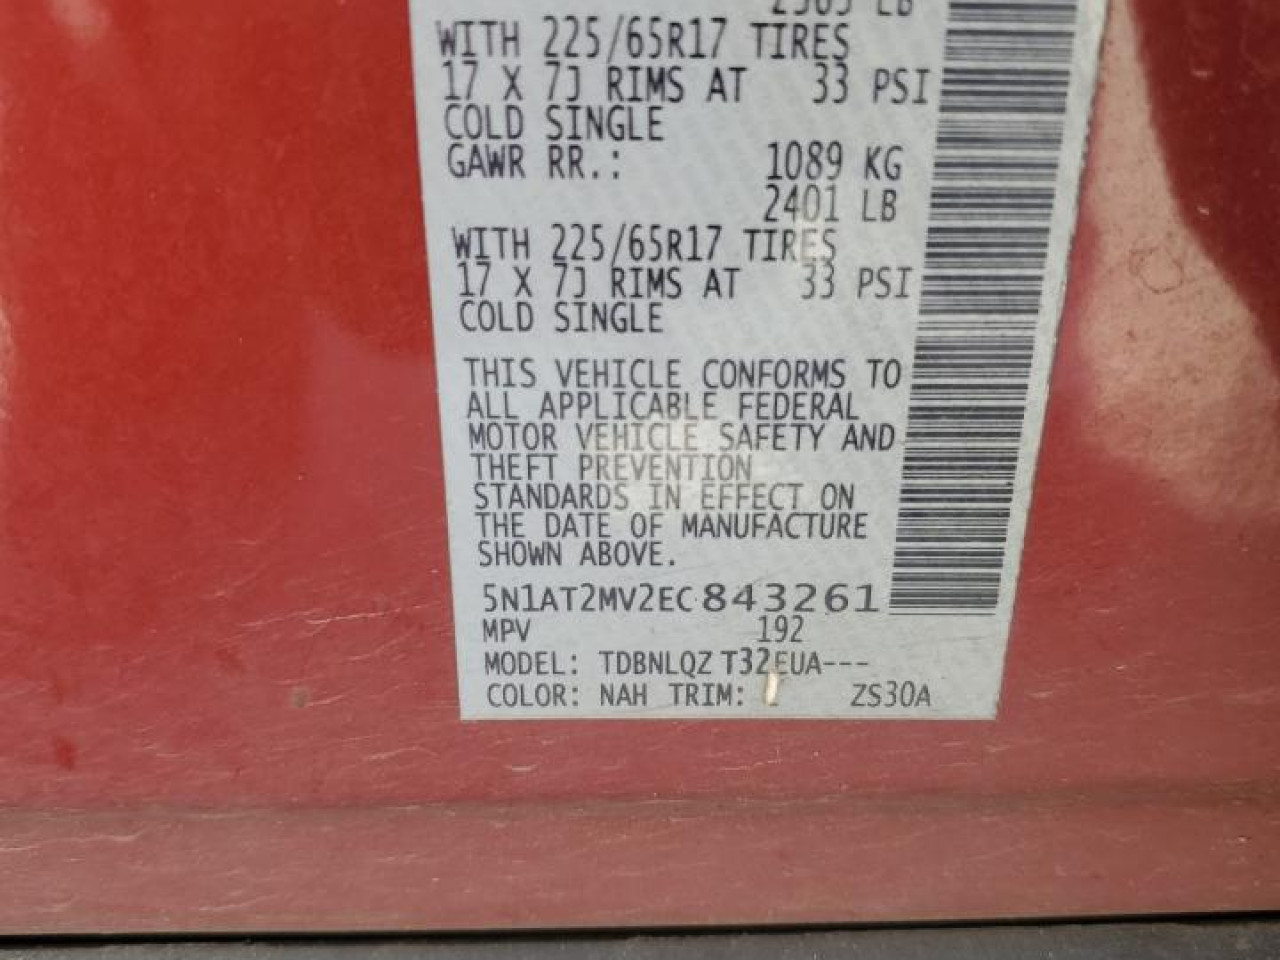 LB
WITH 225/65R17 TIRES
17 X 7J RIMS AT 33 PSI
COLD SINGLE
GAWR RR.: 1089 KG
2401 LB
WITH 225/65R17 TIRES
17 X 7J RIMS AT 33 PSI
COLD SINGLE
THIS VEHICLE CONFORMS TO
ALL APPLICABLE FEDERAL
MOTOR VEHICLE SAFETY AND
THEFT PREVENTION
STANDARDS IN EFFECT ON
THE DATE OF MANUFACTURE
SHOWN ABOVE.
5N1AT2MV2EC843261
MPV 192
MODEL: TDBNLQZ T32EUA---
COLOR: NAH TRIM: ZS30A